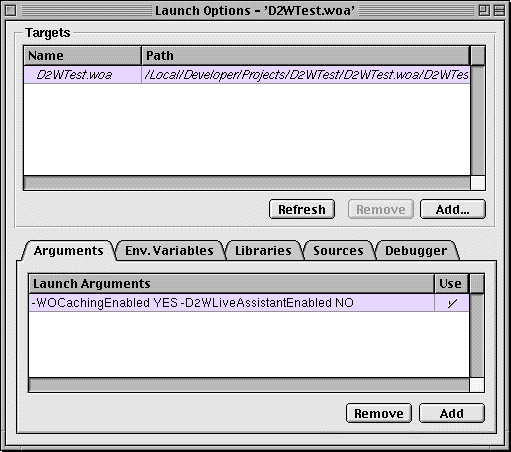 Launch Options - 'D2WTest.woa'
Targets
Name Path
D2WTest.woa /Local/Developer/Projects/D2WTest/D2WTest.woa/D2WTes
Refresh Remove Add...
Arguments Env. Variables Libraries Sources Debugger
Launch Arguments Use
-WOCachingEnabled YES -D2WLiveAssistantEnabled NO
Remove Add